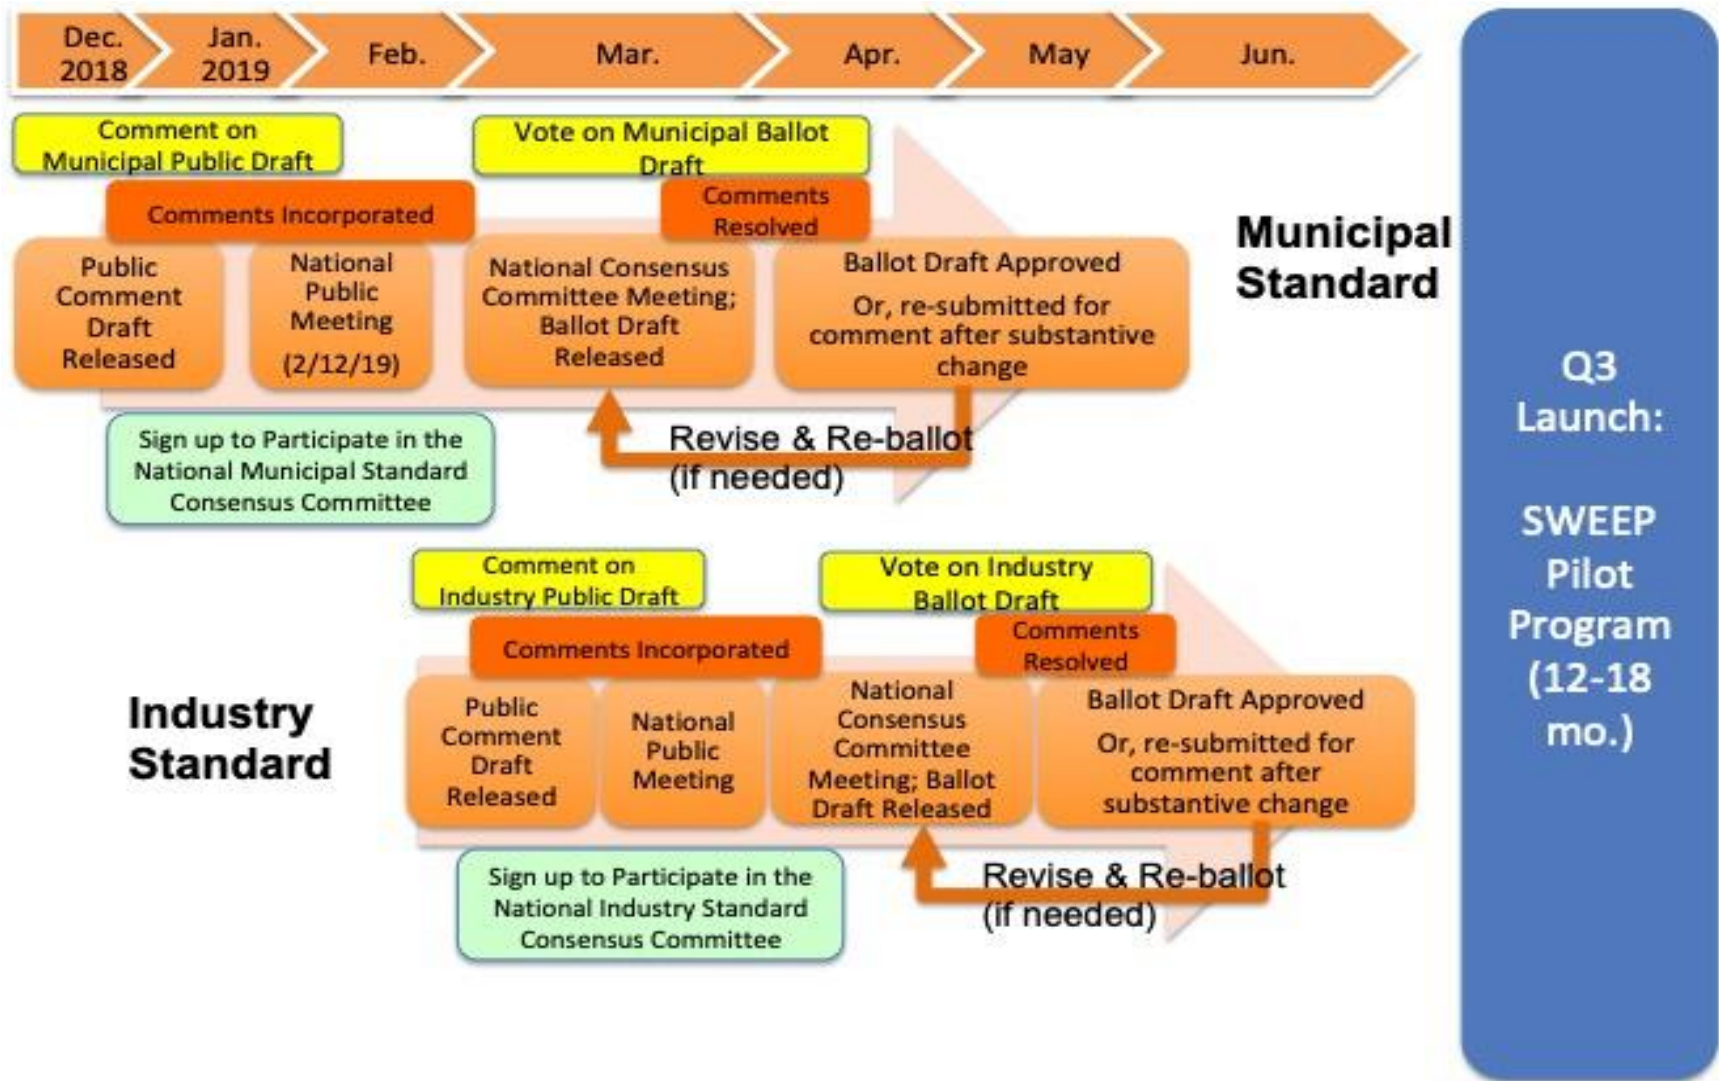 Dec.
2018
Jan.
2019
Feb.
Mar.
Apr.
May
Jun.
Comment on
Municipal Public Draft
Vote on Municipal Ballot
Draft
Comments Incorporated
Comments
Resolved
Public
Comment
Draft
Released
National
Public
Meeting
(2/12/19)
National Consensus
Committee Meeting;
Ballot Draft
Released
Ballot Draft Approved
Or, re-submitted for
comment after substantive
change
Municipal
Standard
Sign up to Participate in the
National Municipal Standard
Consensus Committee
Revise & Re-ballot
(if needed)
Comment on
Industry Public Draft
Vote on Industry
Ballot Draft
Comments Incorporated
Comments
Resolved
Industry
Standard
Public
Comment
Draft
Released
National
Public
Meeting
National
Consensus
Committee
Meeting; Ballot
Draft Released
Ballot Draft Approved
Or, re-submitted for
comment after
substantive change
Sign up to Participate in the
National Industry Standard
Consensus Committee
Revise & Re-ballot
(if needed)
Q3
Launch:
SWEEP
Pilot
Program
(12-18
mo.)